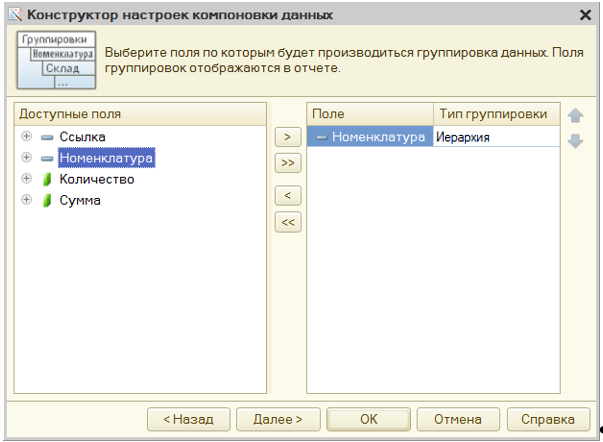 Конструктор настроек компоновки данных
Группировки
Номенклатура
Склад
...
Выберите поля по которым будет производиться группировка данных. Поля
группировок отображаются в отчете.
Доступные поля
Ссылка
Номенклатура
Количество
Сумма
>
>>
<
<<
Поле Тип группировки
Номенклатура Иерархия
< Назад Далее > OK Отмена Справка